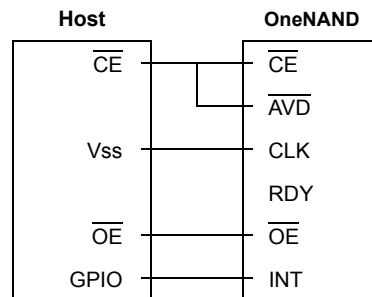 Host OneNAND
CE CE
AVD
Vss CLK
RDY
OE OE
GPIO INT